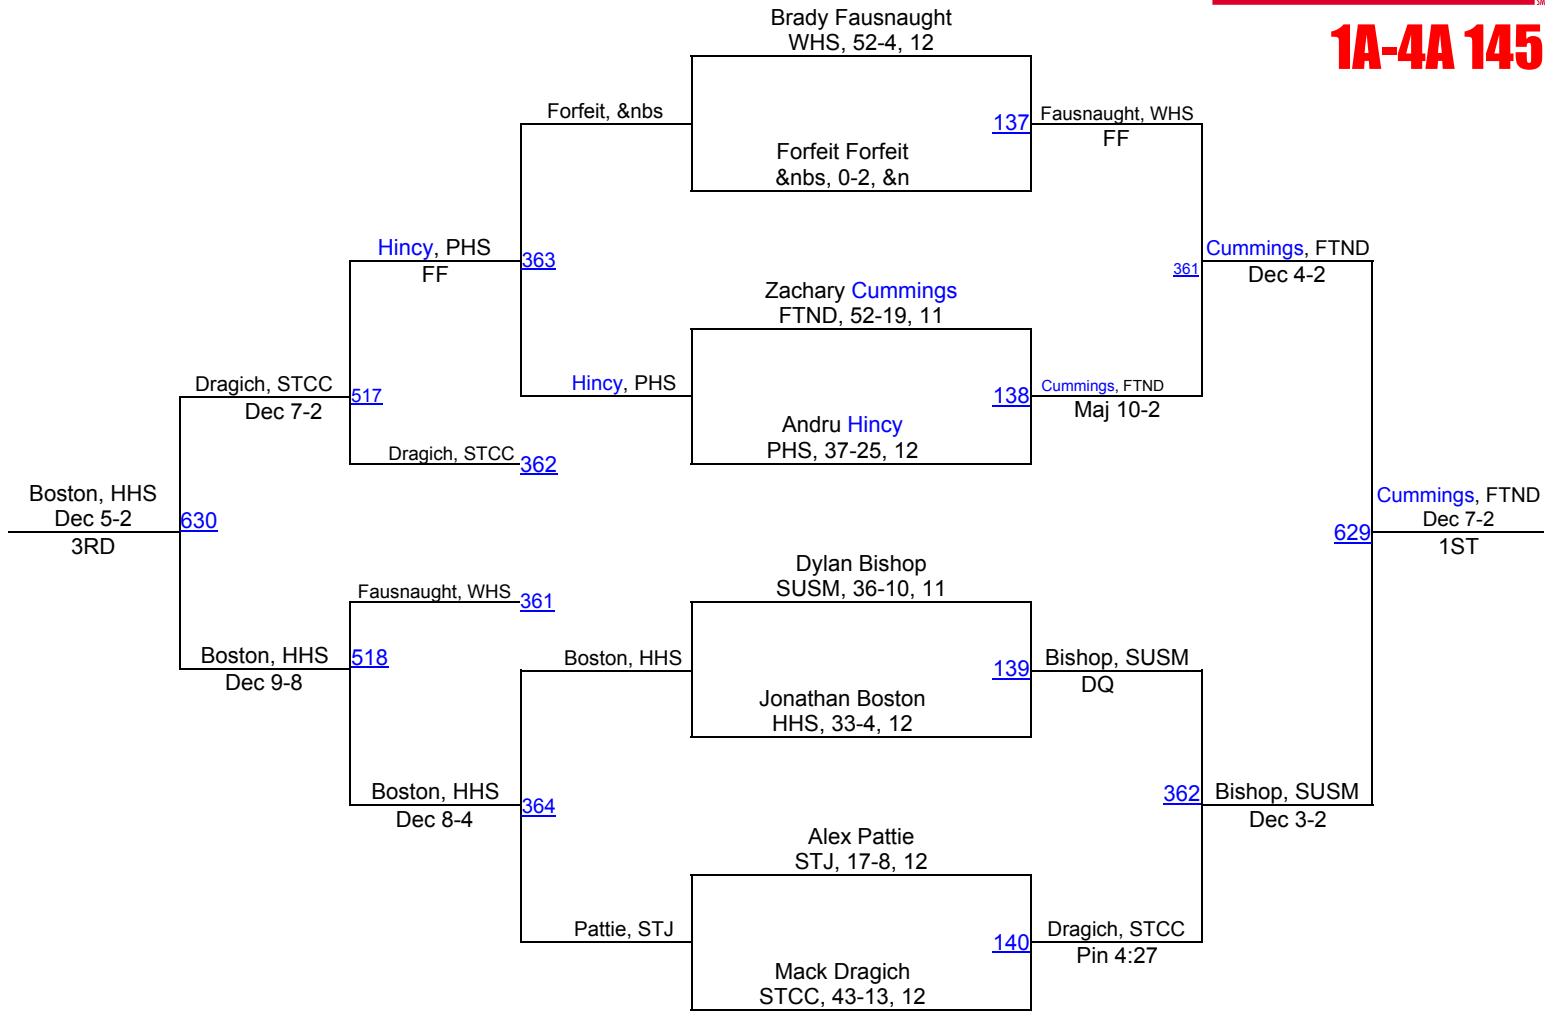 SM
1A-4A 145
Brady Fausnaught
WHS, 52-4, 12
Forfeit, &nbs
137
Fausnaught, WHS
FF
Forfeit Forfeit
&nbs, 0-2, &n
Hincy, PHS
FF
363
361
Cummings, FTND
Dec 4-2
Zachary Cummings
FTND, 52-19, 11
Dragich, STCC
Dec 7-2
517
Hincy, PHS
138
Cummings, FTND
Maj 10-2
Andru Hincy
PHS, 37-25, 12
Dragich, STCC
362
Boston, HHS
Dec 5-2
3RD
630
629
Cummings, FTND
Dec 7-2
1ST
Dylan Bishop
SUSM, 36-10, 11
Fausnaught, WHS
361
Boston, HHS
Dec 9-8
518
Boston, HHS
139
Bishop, SUSM
DQ
Jonathan Boston
HHS, 33-4, 12
Boston, HHS
Dec 8-4
364
362
Bishop, SUSM
Dec 3-2
Alex Pattie
STJ, 17-8, 12
Pattie, STJ
140
Dragich, STCC
Pin 4:27
Mack Dragich
STCC, 43-13, 12